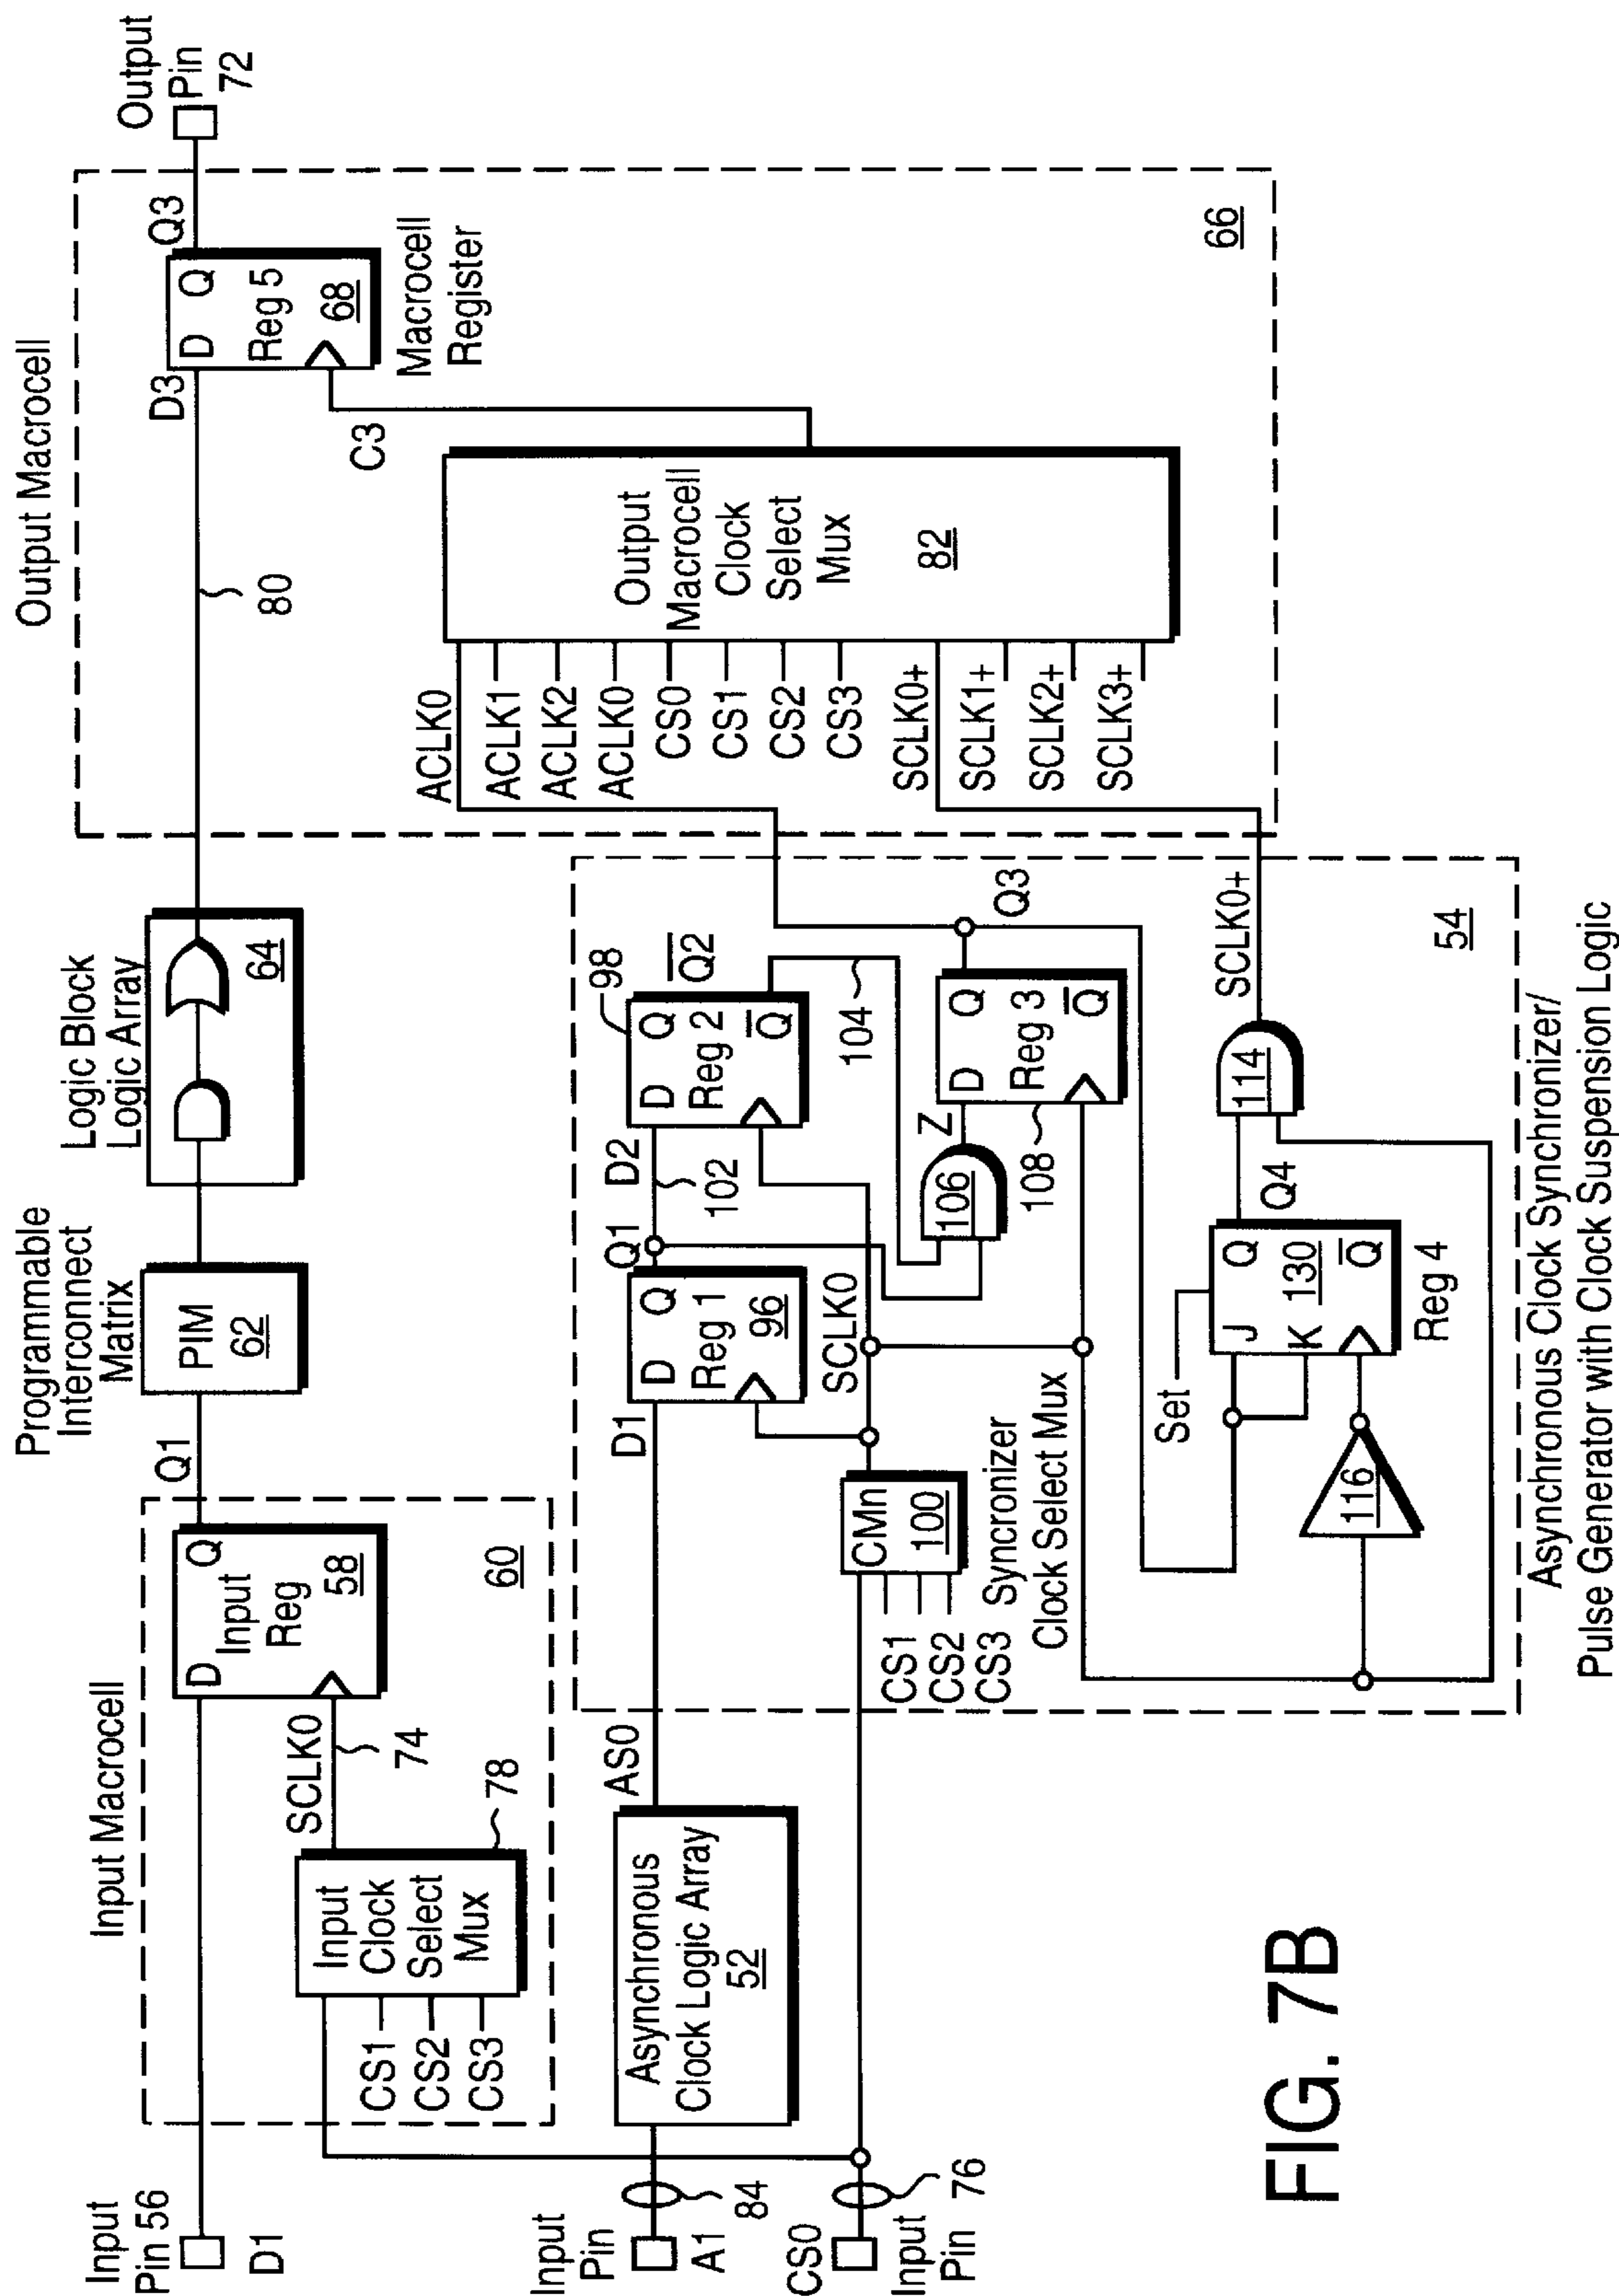 Input
Pin 56
D1
Input Macrocell
D Q
Input
Reg
58
SCLK0
74
78
Input
Clock
Select
Mux
CS1
CS2
CS3
60
Q1
Programmable
Interconnect
Matrix
PIM
62
Logic Block
Logic Array
64
Output Macrocell
80
D3
D Q
Reg 5
68
Q3
Macrocell
Register
Output
Pin
72
C3
Output
Macrocell
Clock
Select
Mux
82
ACLK0
ACLK1
ACLK2
ACLK0
CS0
CS1
CS2
CS3
SCLK0+
SCLK1+
SCLK2+
SCLK3+
66
Input
Pin
A1
84
Asynchronous
Clock Logic Array
52
AS0
CS0
Input
Pin
76
D1
D Q
Reg 1
96
Q1
D2
102
D Q
Reg 2
Q̅
98
Q̅2̅
104
106
Z
D Q
Reg 3
Q̅
108
Q3
CMn
100
CS1
CS2
CS3
SCLK0
Syncronizer
Clock Select Mux
116
Set
J Q
K 130 Q̅
Reg 4
Q4
114
SCLK0+
54
Asynchronous Clock Synchronizer/
Pulse Generator with Clock Suspension Logic
FIG. 7B